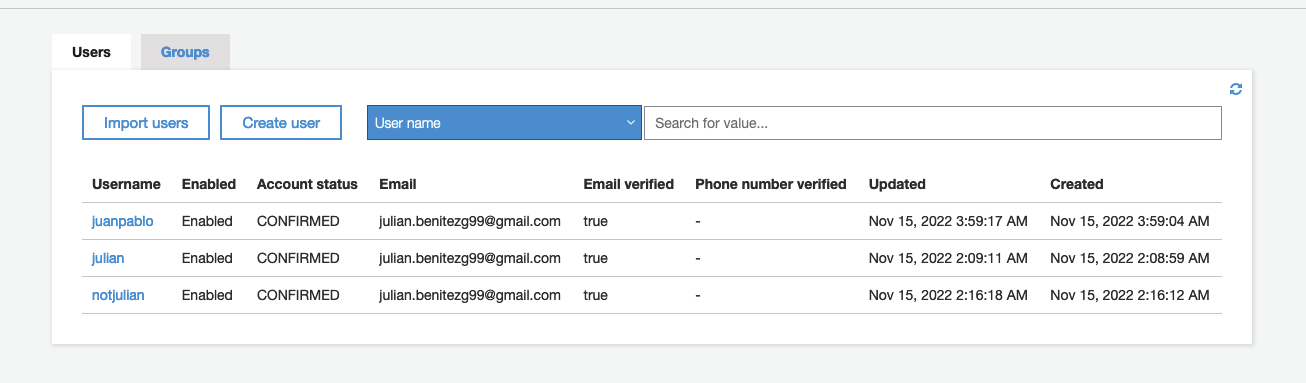 Users Groups
Import users Create user User name Search for value...
Username Enabled Account status Email Email verified Phone number verified Updated Created
juanpablo Enabled CONFIRMED julian.benitezg99@gmail.com true - Nov 15, 2022 3:59:17 AM Nov 15, 2022 3:59:04 AM
julian Enabled CONFIRMED julian.benitezg99@gmail.com true - Nov 15, 2022 2:09:11 AM Nov 15, 2022 2:08:59 AM
notjulian Enabled CONFIRMED julian.benitezg99@gmail.com true - Nov 15, 2022 2:16:18 AM Nov 15, 2022 2:16:12 AM